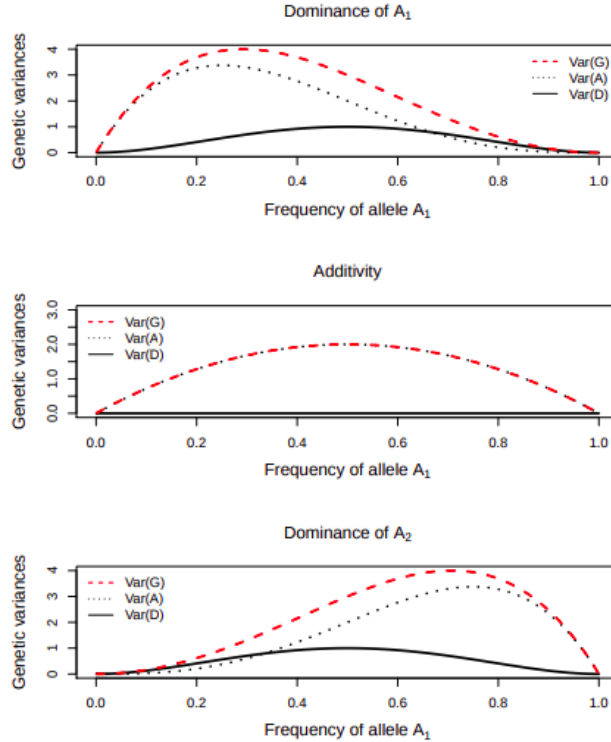 Dominance of A₁
Genetic variances
4
3
2
1
0
Var(G)
Var(A)
Var(D)
0.0 0.2 0.4 0.6 0.8 1.0
Frequency of allele A₁
Additivity
Genetic variances
3.0
2.0
1.0
0.0
Var(G)
Var(A)
Var(D)
0.0 0.2 0.4 0.6 0.8 1.0
Frequency of allele A₁
Dominance of A₂
Genetic variances
4
3
2
1
0
Var(G)
Var(A)
Var(D)
0.0 0.2 0.4 0.6 0.8 1.0
Frequency of allele A₁